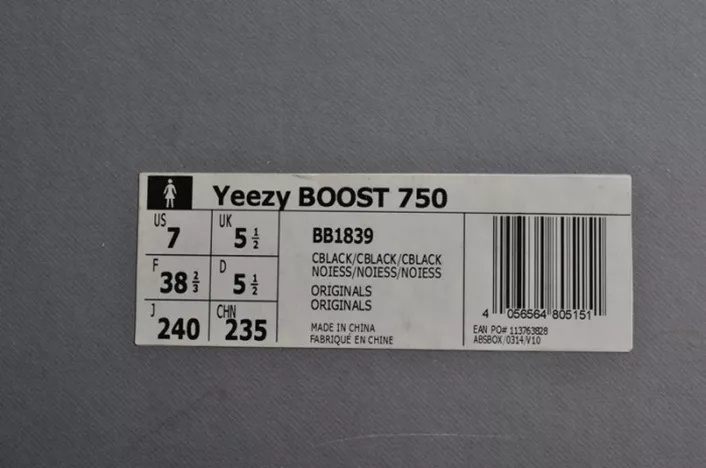 Yeezy BOOST 750
US 7
UK 5 1/2
F 38 2/3
D 5 1/2
J 240
CHN 235
BB1839
CBLACK/CBLACK/CBLACK
NOIESS/NOIESS/NOIESS
ORIGINALS
ORIGINALS
MADE IN CHINA
FABRIQUÉ EN CHINE
4 056564 805151
EAN PO# 113763828
ABSBOX/0314/V10